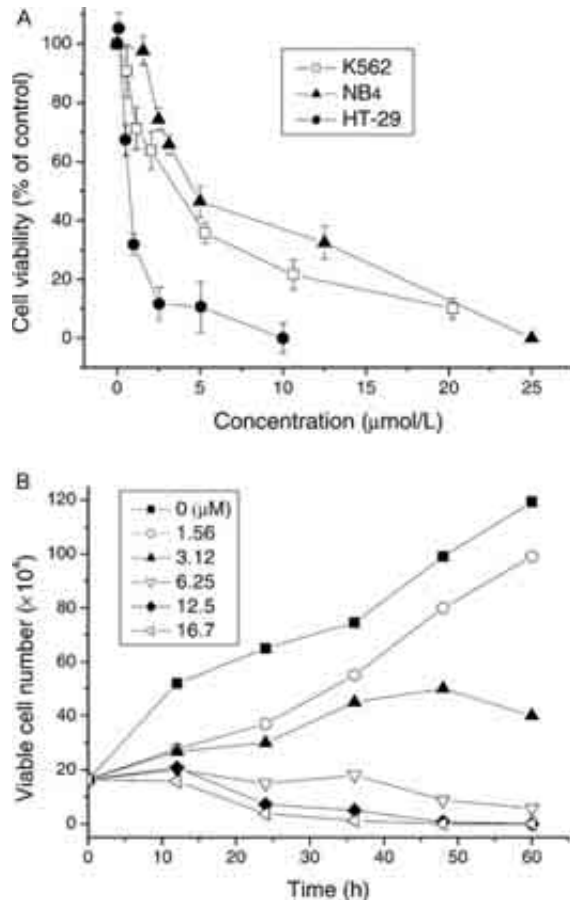 A
Cell viability (% of control)
120
100
80
60
40
20
0
K562
NB4
HT-29
0 5 10 15 20 25
Concentration (μmol/L)
B
Viable cell number (×10⁴)
120
100
80
60
40
20
0
0 (μM)
1.56
3.12
6.25
12.5
16.7
0 10 20 30 40 50 60
Time (h)